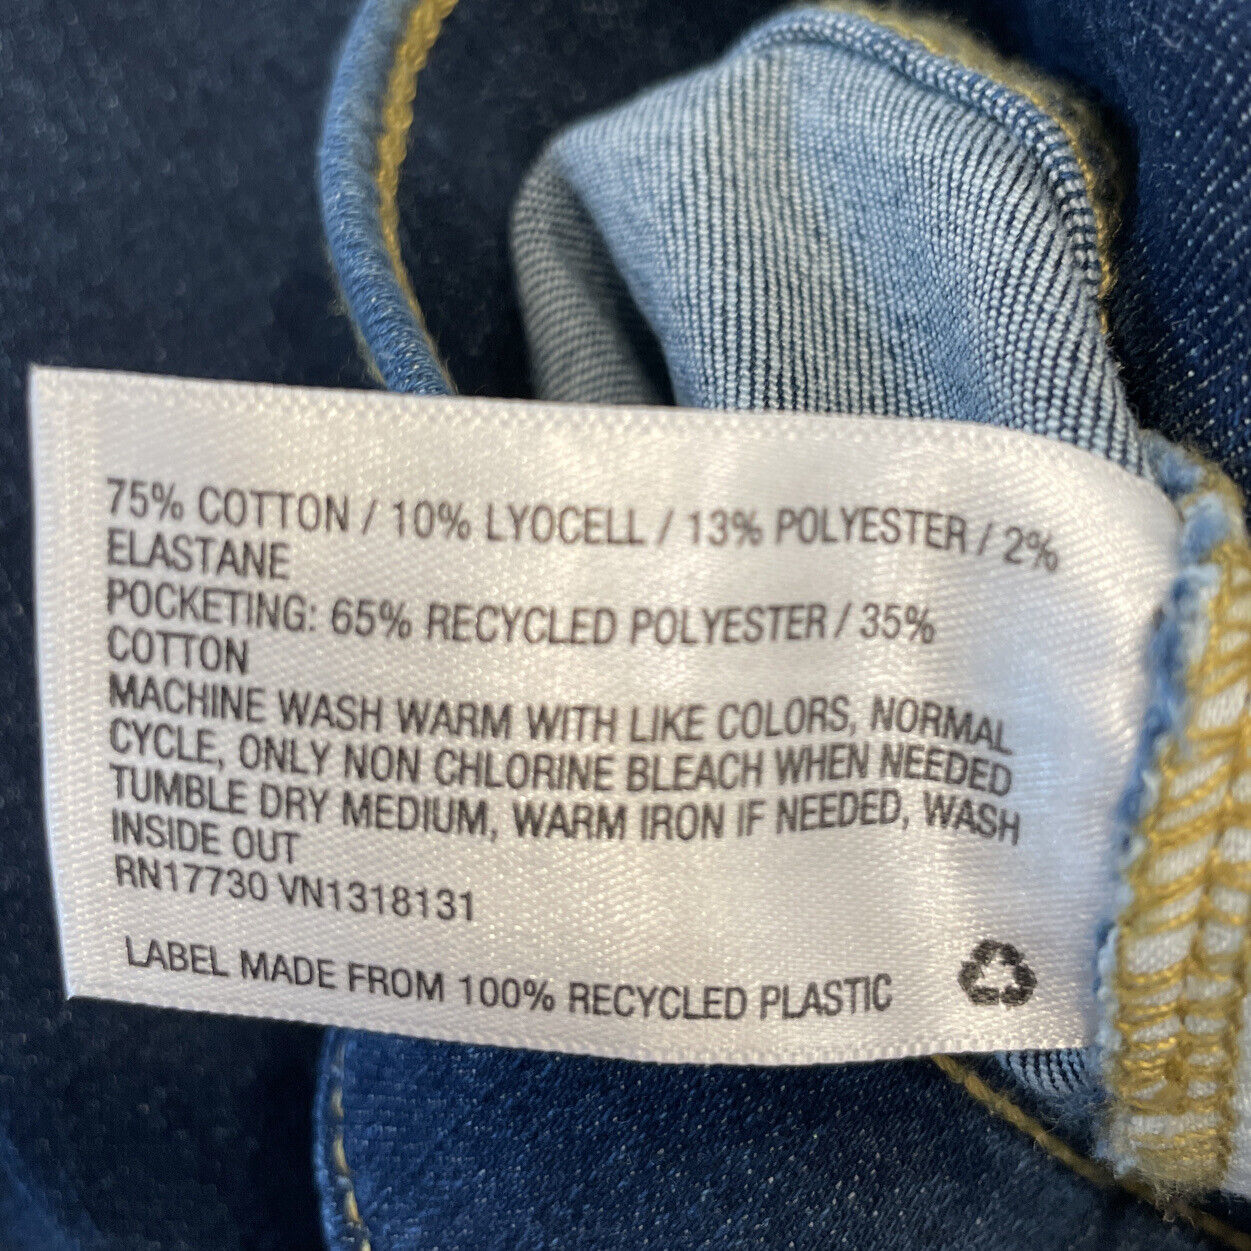 75% COTTON / 10% LYOCELL / 13% POLYESTER / 2%
ELASTANE
POCKETING: 65% RECYCLED POLYESTER / 35%
COTTON
MACHINE WASH WARM WITH LIKE COLORS, NORMAL
CYCLE, ONLY NON CHLORINE BLEACH WHEN NEEDED
TUMBLE DRY MEDIUM, WARM IRON IF NEEDED, WASH
INSIDE OUT
RN17730 VN1318131
LABEL MADE FROM 100% RECYCLED PLASTIC